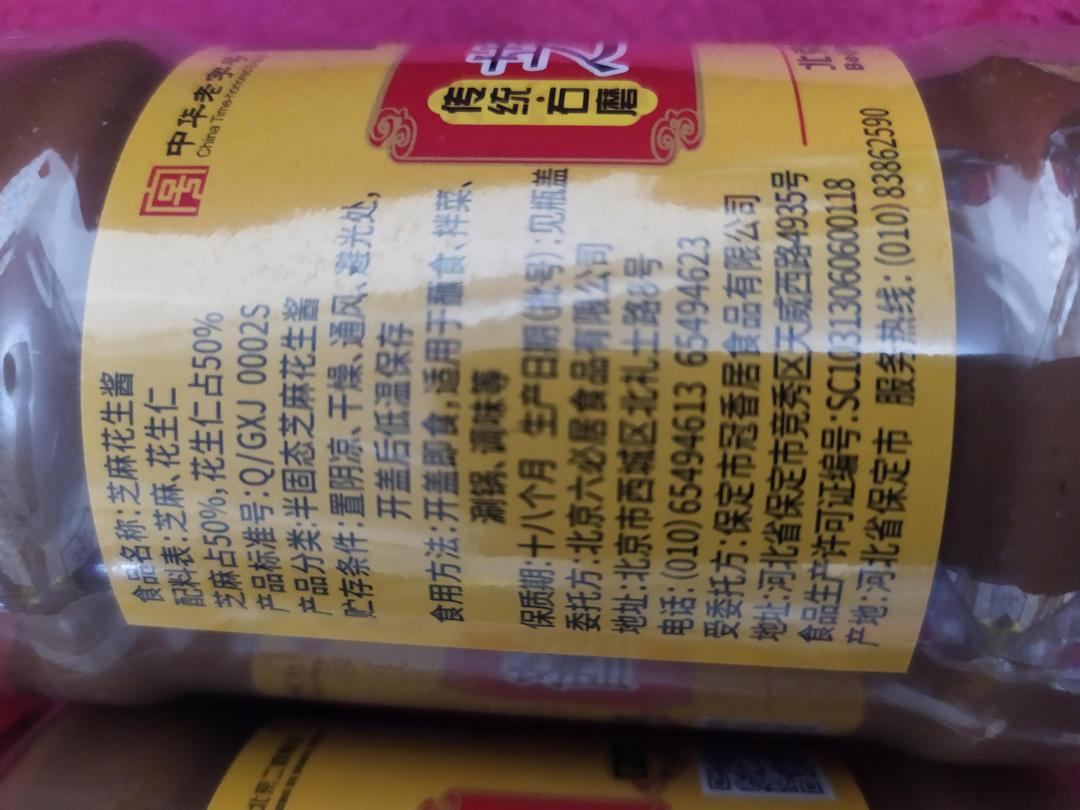 中华老字号
China Time-honored
传统·石磨
食品名称:芝麻花生酱
配料表:芝麻、花生仁
芝麻占50%,花生仁占50%
产品标准号:Q/GXJ 0002S
产品分类:半固态芝麻花生酱
贮存条件:置阴凉、干燥、通风、避光处,
开盖后低温保存
食用方法:开盖即食,适用于蘸食、拌菜、
涮锅、调味等
保质期:十八个月 生产日期(批号):见瓶盖
委托方:北京六必居食品有限公司
地址:北京市西城区北礼士路8号
电话:(010)65494613 65494623
受委托方:保定市冠香居食品有限公司
地址:河北省保定市竞秀区天威西路4935号
食品生产许可证编号:SC10313060600118
产地:河北省保定市 服务热线:(010)83862590